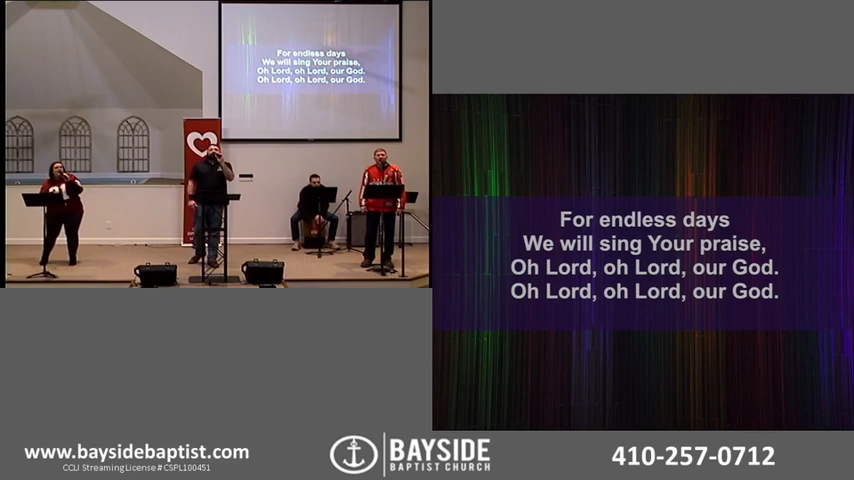 For endless days
We will sing Your praise,
Oh Lord, oh Lord, our God.
Oh Lord, oh Lord, our God.
For endless days
We will sing Your praise,
Oh Lord, oh Lord, our God.
Oh Lord, oh Lord, our God.
www.baysidebaptist.com
CCLI Streaming License # CSPL100451
BAYSIDE
BAPTIST CHURCH
410-257-0712